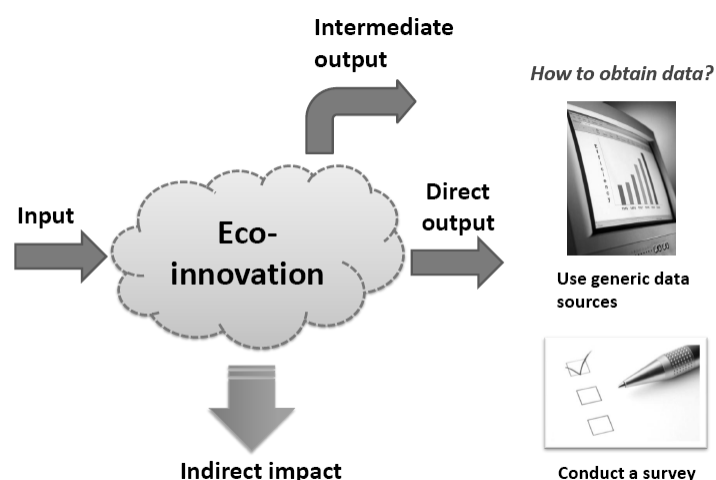 Intermediate
output
How to obtain data?
Input
Eco-
innovation
Direct
output
Use generic data
sources
Indirect impact
Conduct a survey